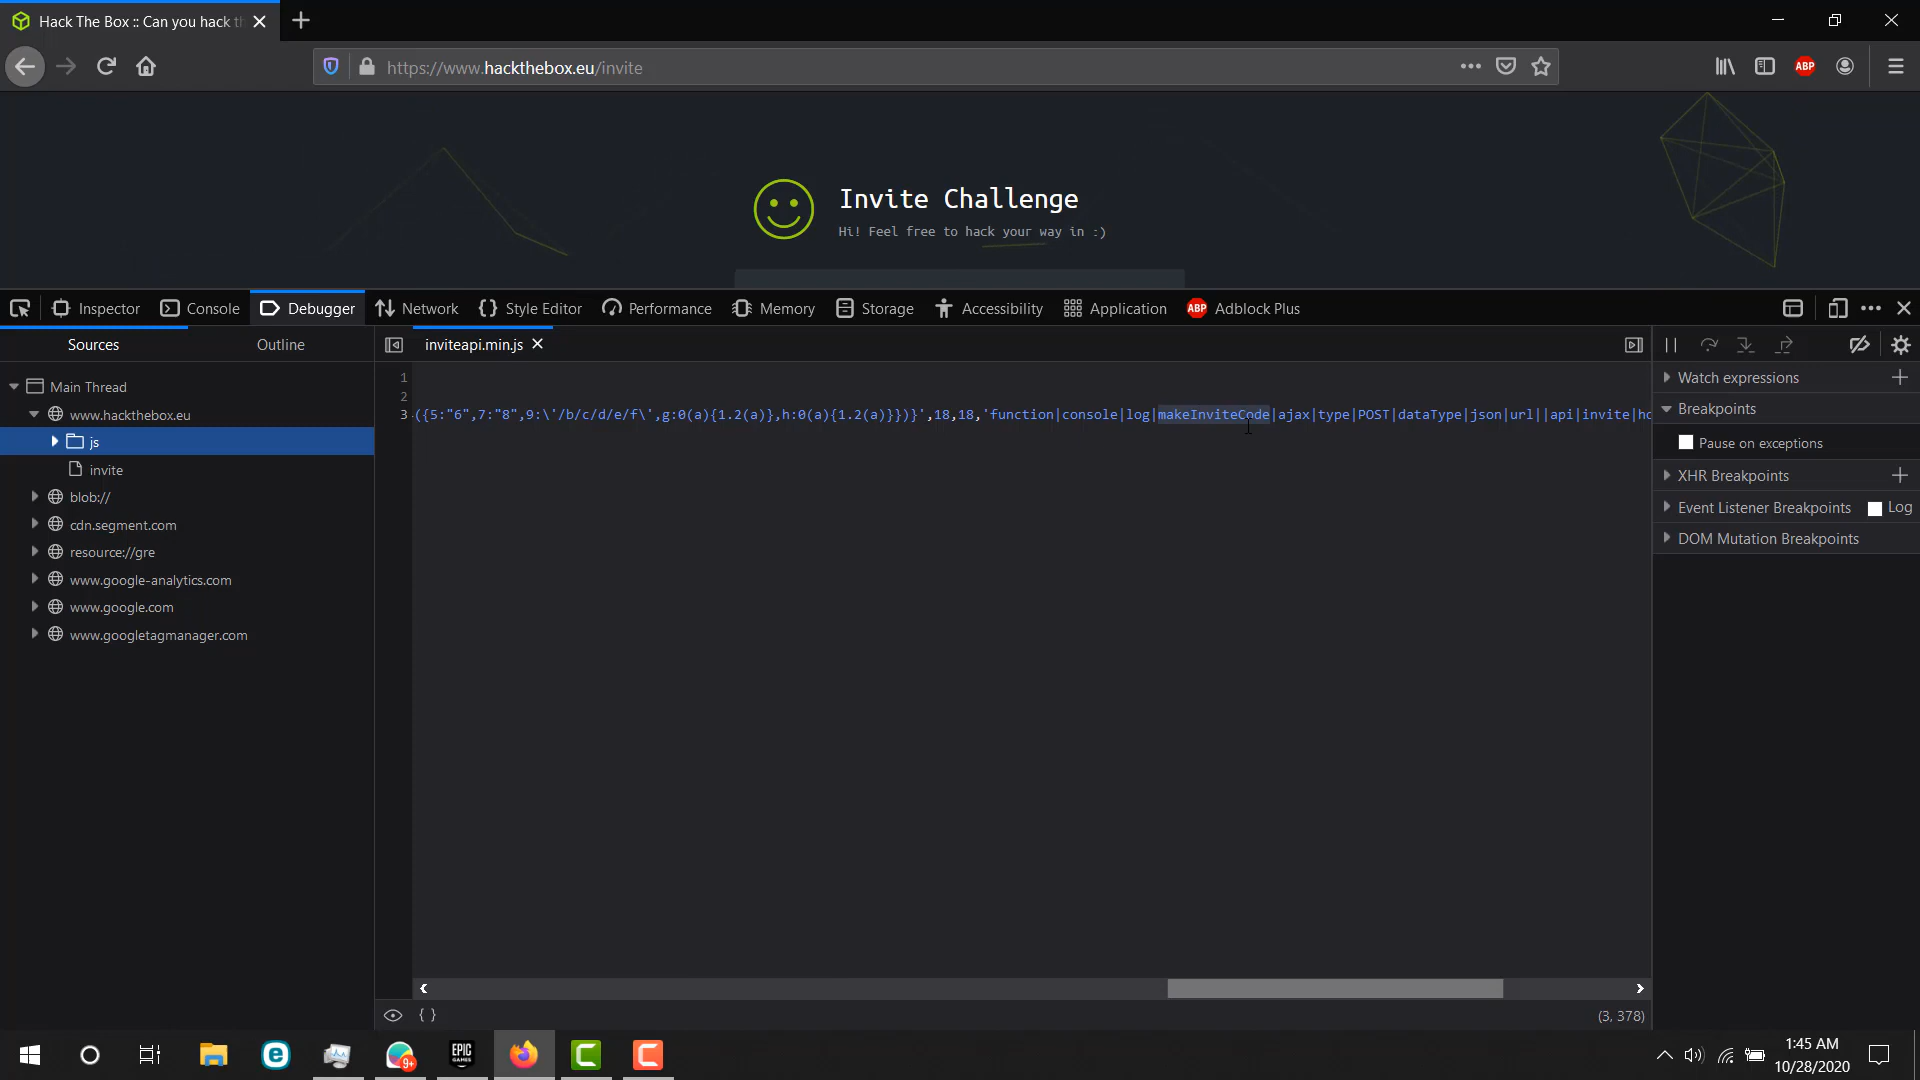 Hack The Box :: Can you hack th
https://www.hackthebox.eu/invite
ABP
Invite Challenge
Hi! Feel free to hack your way in :)
Inspector
Console
Debugger
Network
Style Editor
Performance
Memory
Storage
Accessibility
Application
ABP Adblock Plus
Sources
Outline
inviteapi.min.js
Main Thread
www.hackthebox.eu
js
invite
blob://
cdn.segment.com
resource://gre
www.google-analytics.com
www.google.com
www.googletagmanager.com
1
2
3
({5:"6",7:"8",9:\'/b/c/d/e/f\',g:0(a){1.2(a)},h:0(a){1.2(a)}})}',18,18,'function|console|log|makeInviteCode|ajax|type|POST|dataType|json|url||api|invite|ho
Watch expressions
Breakpoints
Pause on exceptions
XHR Breakpoints
Event Listener Breakpoints
Log
DOM Mutation Breakpoints
{ }
(3, 378)
9+
EPIC GAMES
1:45 AM
10/28/2020